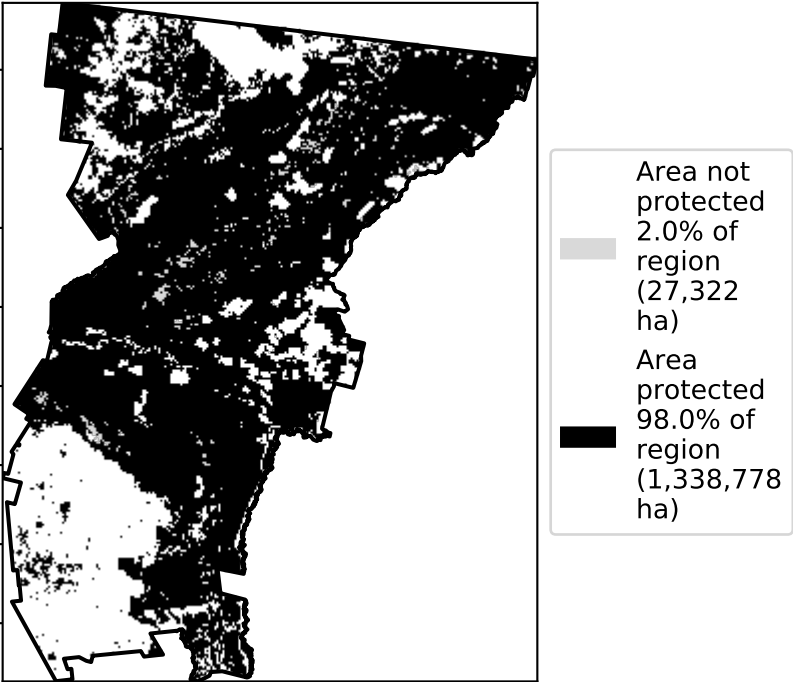 Area not
protected
2.0% of
region
(27,322
ha)
Area
protected
98.0% of
region
(1,338,778
ha)